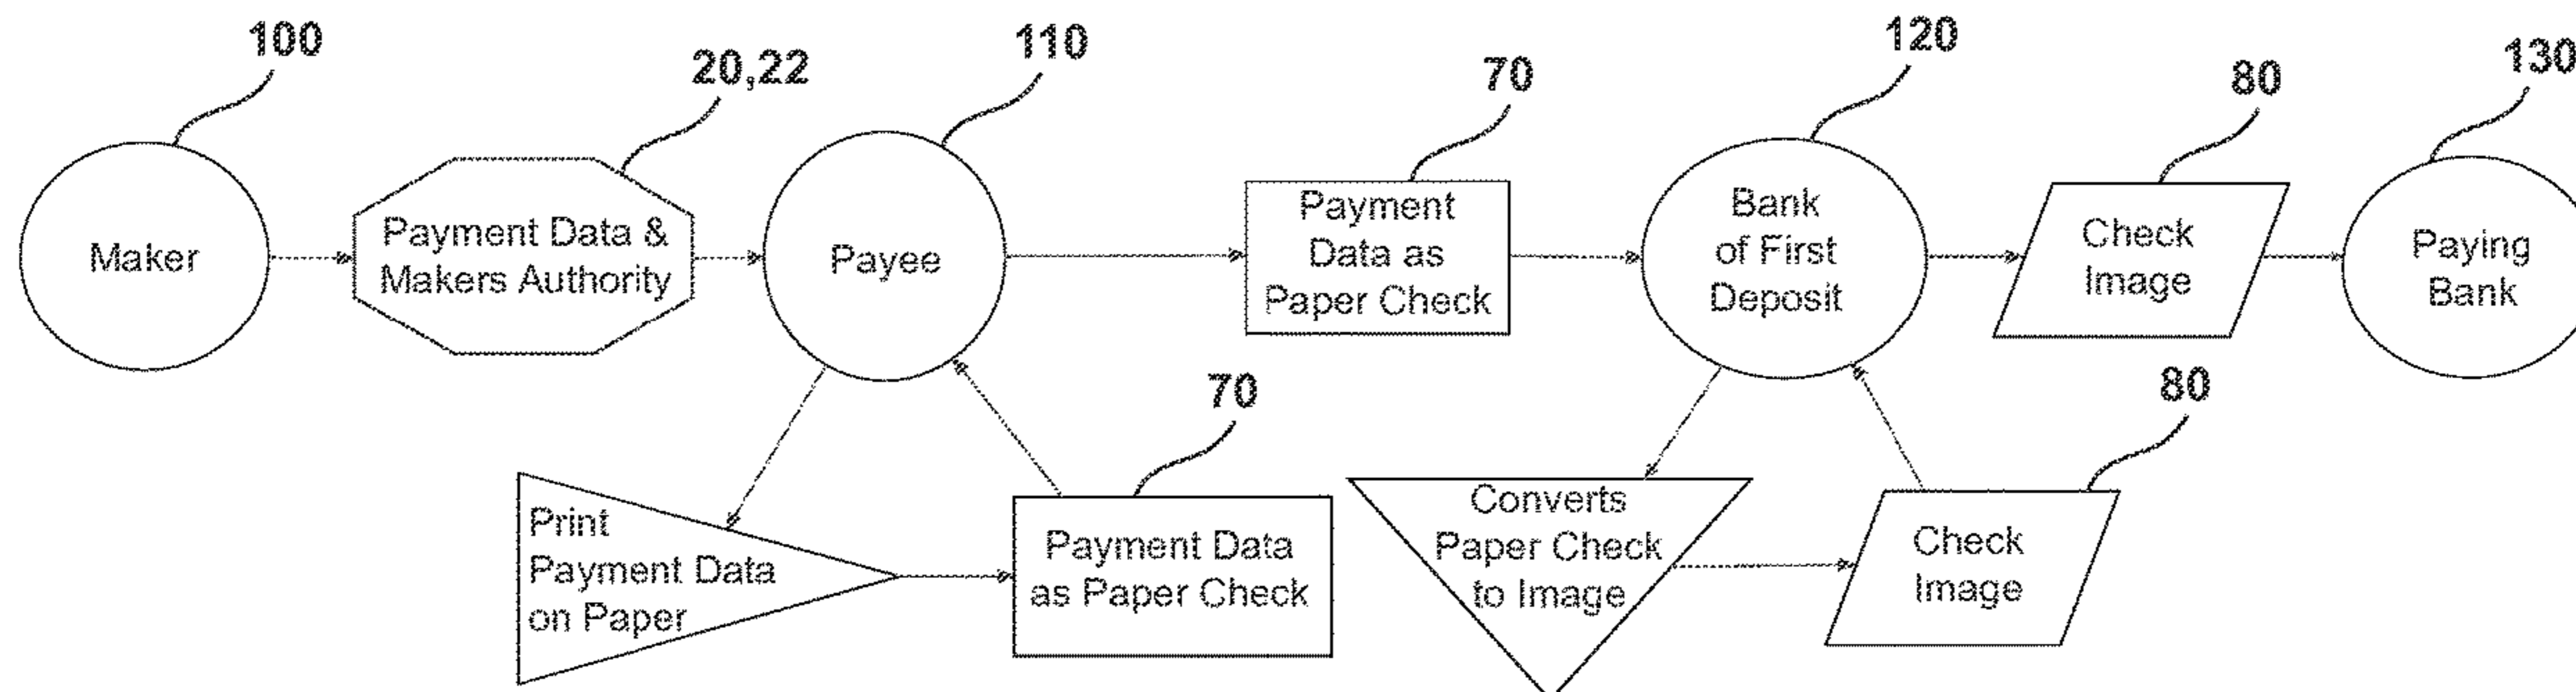 100
20,22
110
70
120
80
130
Maker
Payment Data &
Makers Authority
Payee
Payment
Data as
Paper Check
Bank
of First
Deposit
Check
Image
Paying
Bank
70
80
Print
Payment Data
on Paper
Payment Data
as Paper Check
Converts
Paper Check
to Image
Check
Image